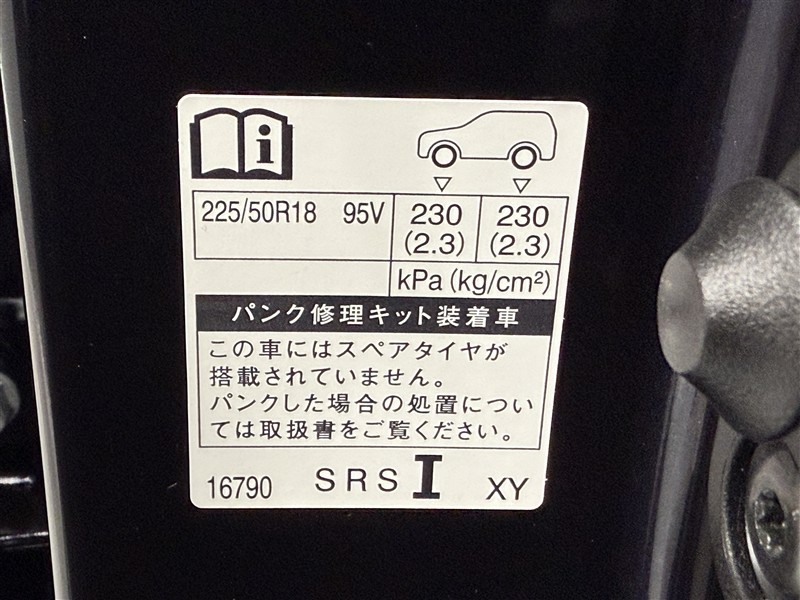 i
225/50R18 95V 230 230
(2.3) (2.3)
kPa (kg/cm²)
パンク修理キット装着車
この車にはスペアタイヤが
搭載されていません。
パンクした場合の処置につい
ては取扱書をご覧ください。
16790 SRS I XY